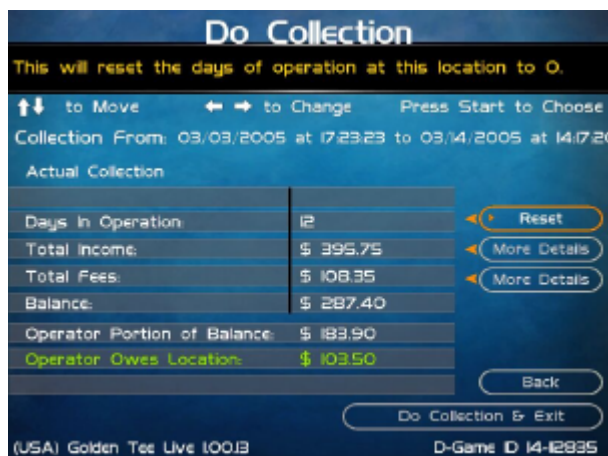 Do Collection
This will reset the days of operation at this location to 0.
to Move to Change Press Start to Choose
Collection From: 03/03/2005 at 17:23:23 to 03/14/2005 at 14:17:20
Actual Collection
Days In Operation: 12 Reset
Total Income: $ 395.75 More Details
Total Fees: $ 108.35 More Details
Balance: $ 287.40
Operator Portion of Balance: $ 183.90
Operator Owes Location: $ 103.50
Back
Do Collection & Exit
(USA) Golden Tee Live 1.00.13 D-Game ID 14-12835